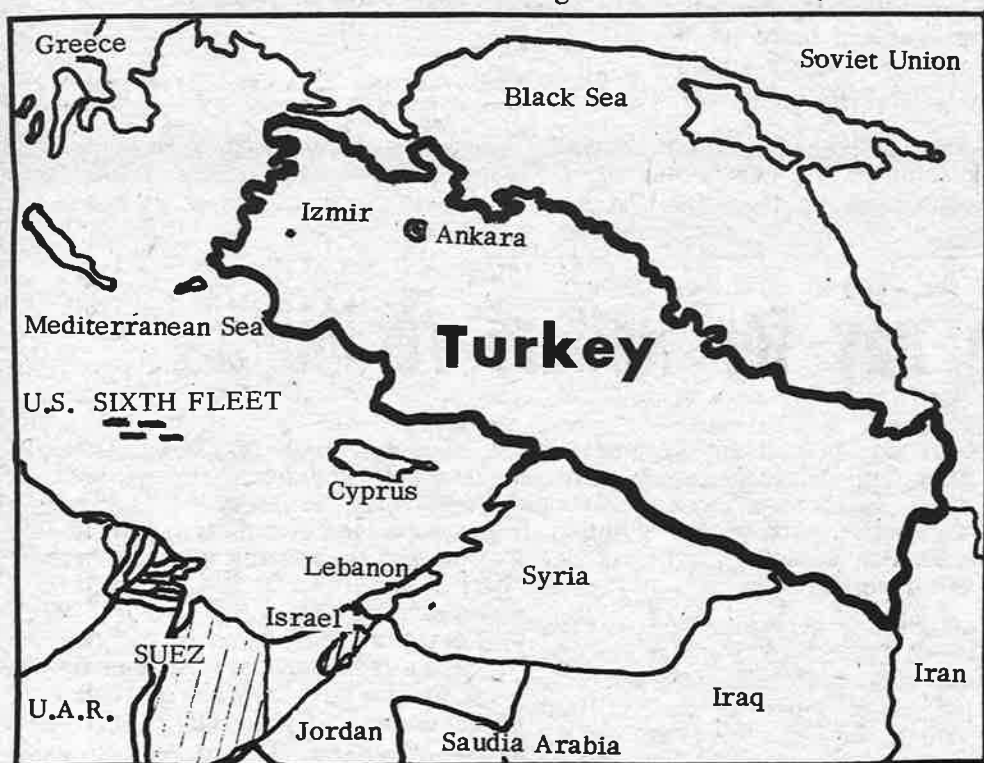 Greece
Soviet Union
Black Sea
Izmir
Ankara
Mediterranean Sea
Turkey
U.S. SIXTH FLEET
Cyprus
Lebanon
Syria
Israel
SUEZ
Iran
U.A.R.
Iraq
Jordan
Saudia Arabia